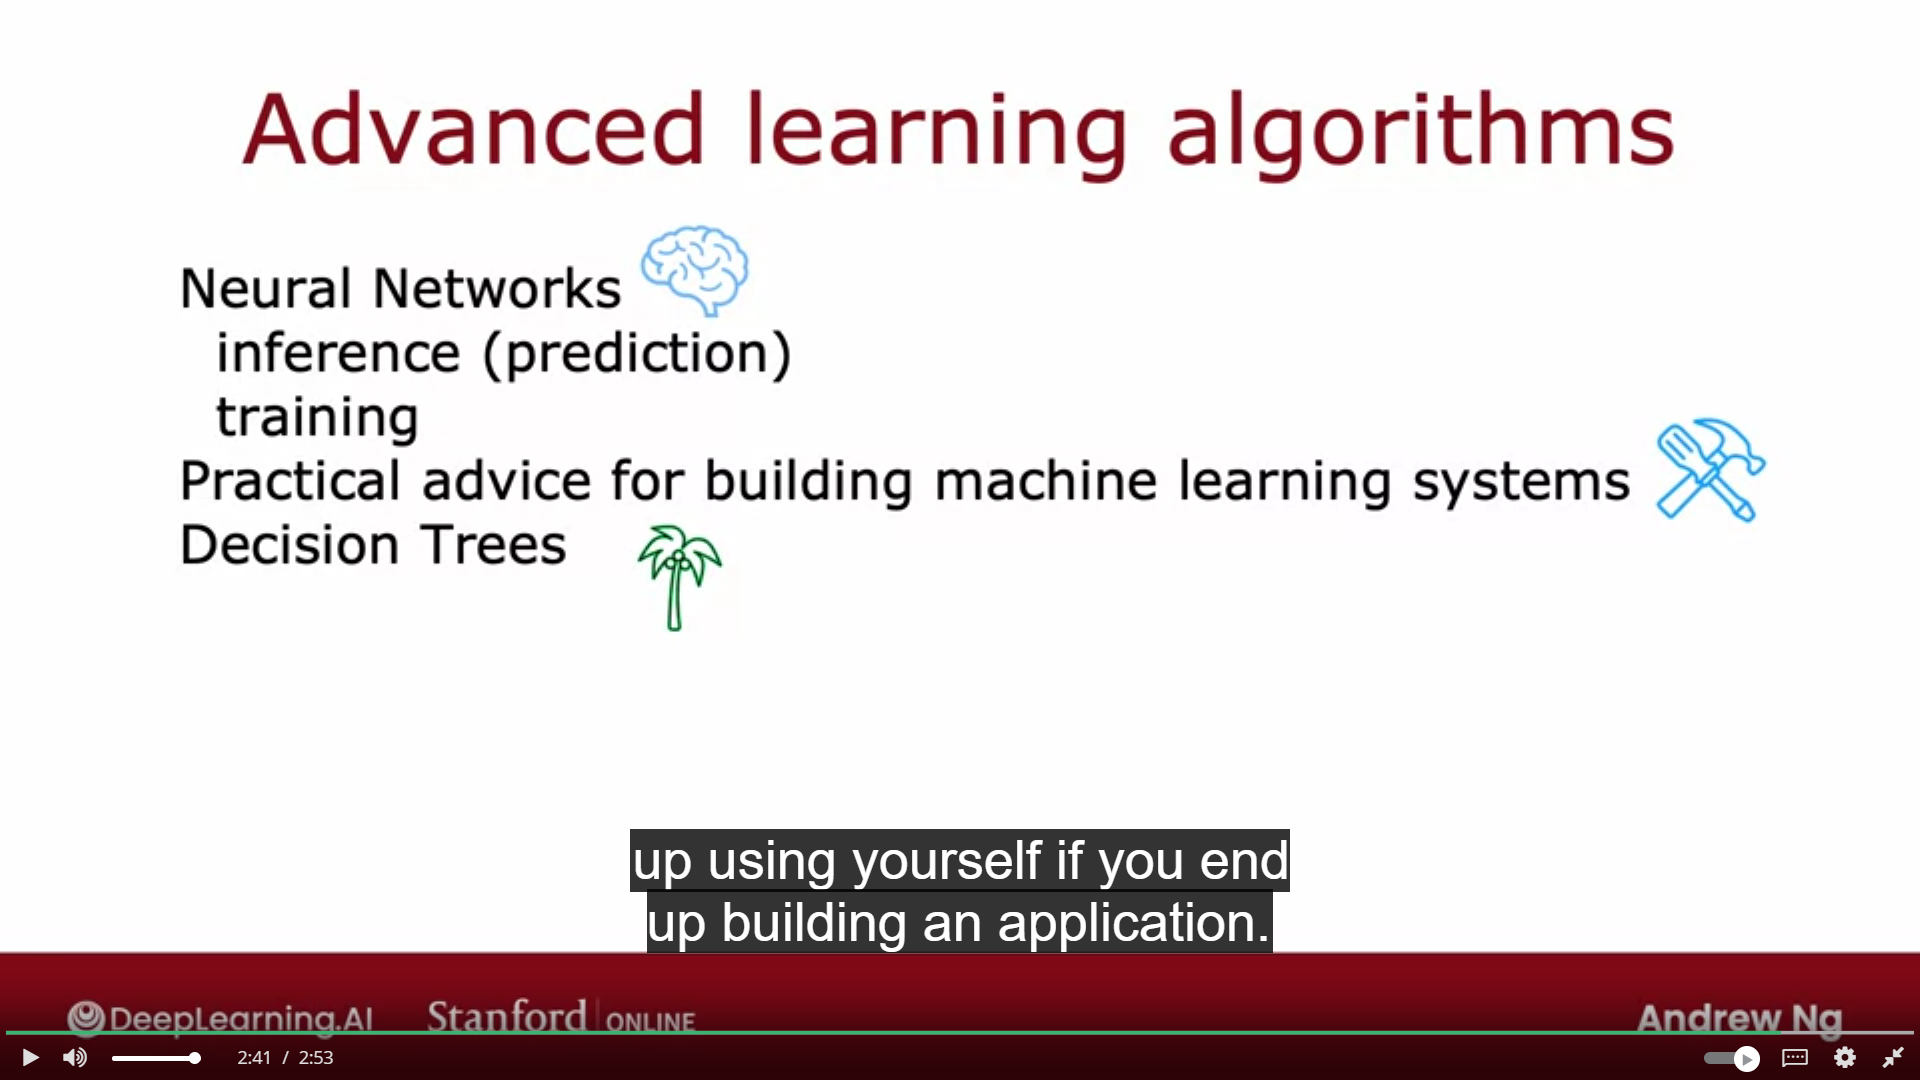 Advanced learning algorithms
Neural Networks
inference (prediction)
training
Practical advice for building machine learning systems
Decision Trees
up using yourself if you end
up building an application.
DeepLearning.AI Stanford ONLINE Andrew Ng
2:41 / 2:53